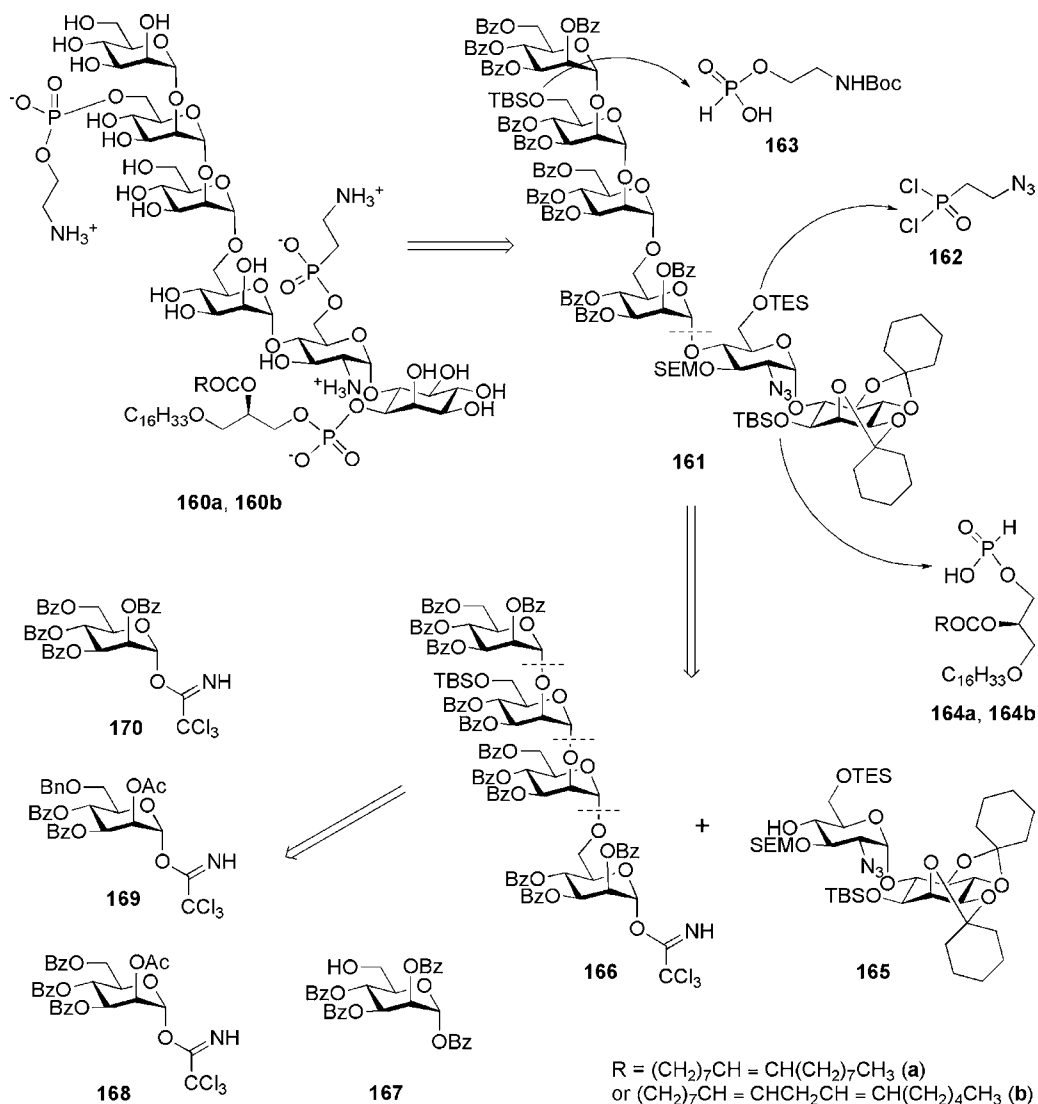 HO OH
HO O
HO
O
O
-O P O
O HO O
HO
HO O
HO O
HO
HO O
NH3+
O OH
HO O
HO
O
-O
P
O O
NH3+
O
HO O
+H3N O OH OH OH
OH
ROCO
C16H33O O P O
-O O
160a, 160b
BzO OBz
BzO O
BzO
O
TBSO
BzO O
BzO
O
BzO
BzO O
BzO
O
O OBz
BzO O
BzO
O
OTES
O
SEMO
N3
O
TBSO
O O O O
161
O
P O NHBoc
H OH
163
Cl N3
P
Cl O
162
O H
P
HO O
ROCO
C16H33O
164a, 164b
BzO OBz
BzO O
BzO
O NH
CCl3
170
BnO OAc
BzO O
BzO
O NH
CCl3
169
BzO OAc
BzO O
BzO
O NH
CCl3
168
HO OBz
BzO O
BzO
OBz
167
BzO OBz
BzO O
BzO
O
TBSO
BzO O
BzO
O
BzO
BzO O
BzO
O
O OBz
BzO O
BzO
O NH
CCl3
166
+
OTES
HO O
SEMO
N3
O
TBSO
O O O O
165
R = (CH2)7CH = CH(CH2)7CH3 (a)
or (CH2)7CH = CHCH2CH = CH(CH2)4CH3 (b)